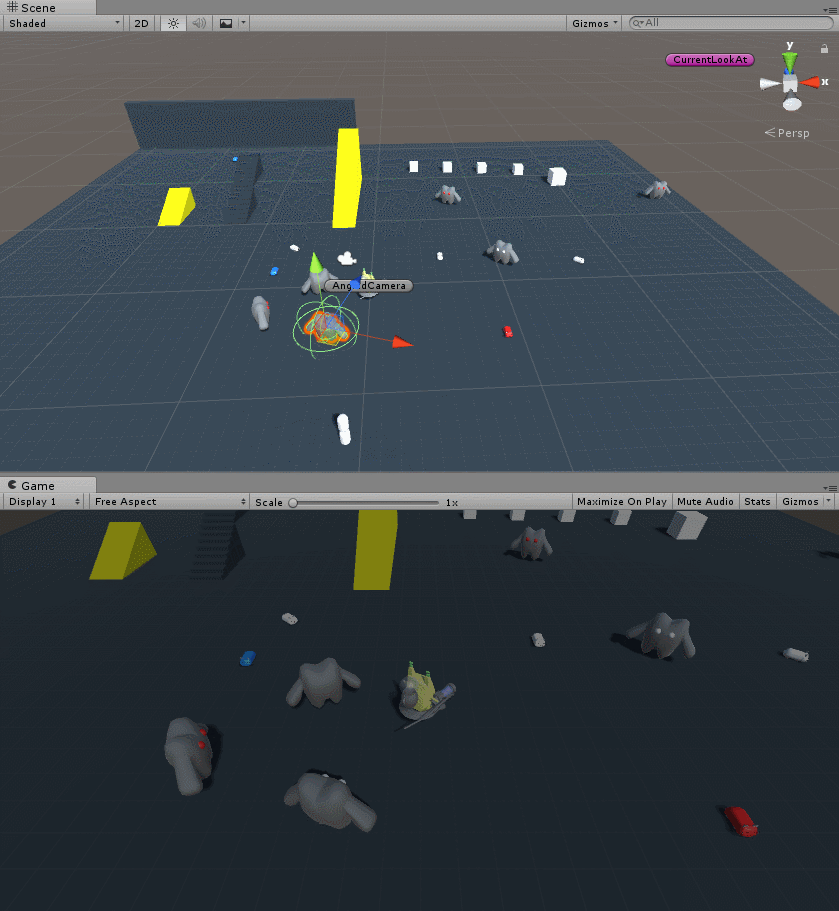 Scene
Shaded 2D Gizmos All
y
CurrentLookAt
x
Persp
Game
Display 1 Free Aspect Scale 1x Maximize On Play Mute Audio Stats Gizmos